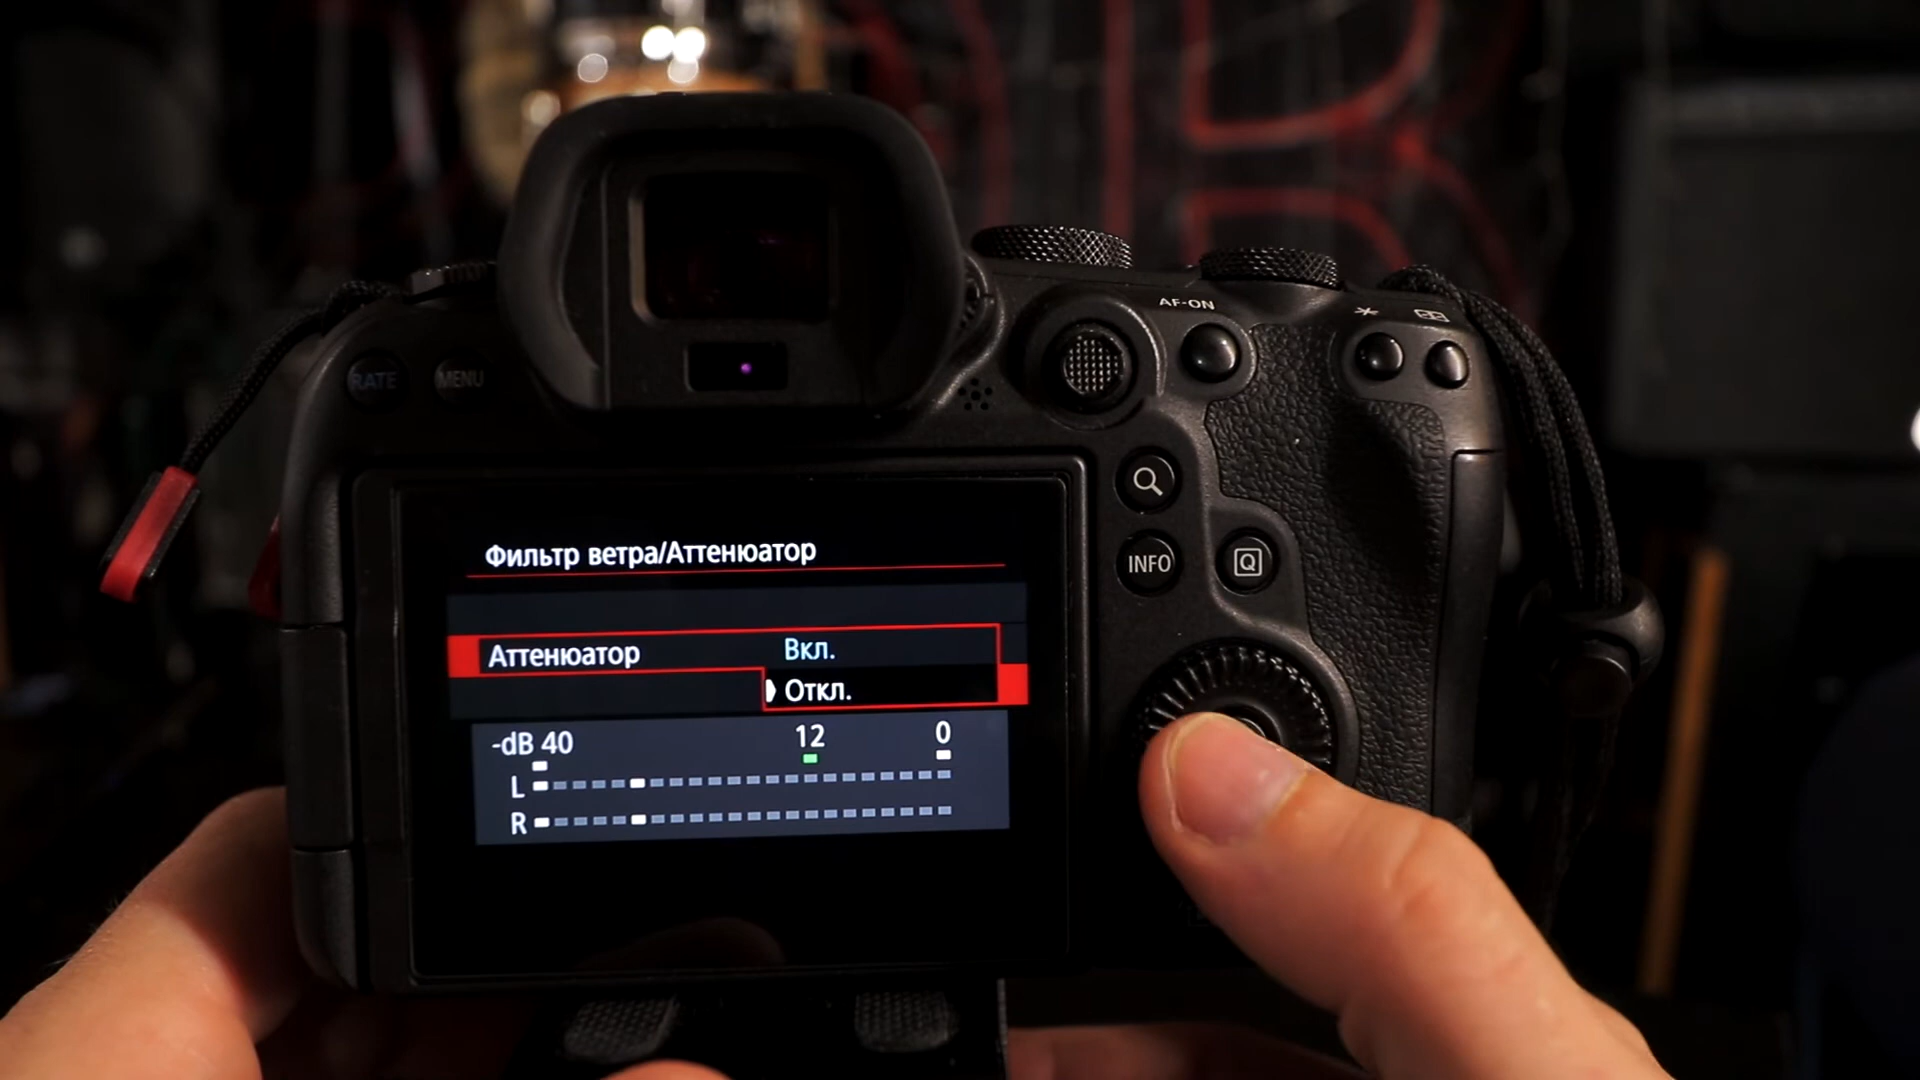 AF-ON
RATE MENU
INFO Q
Фильтр ветра/Аттенюатор
Аттенюатор Вкл.
Откл.
-dB 40 12 0
L
R